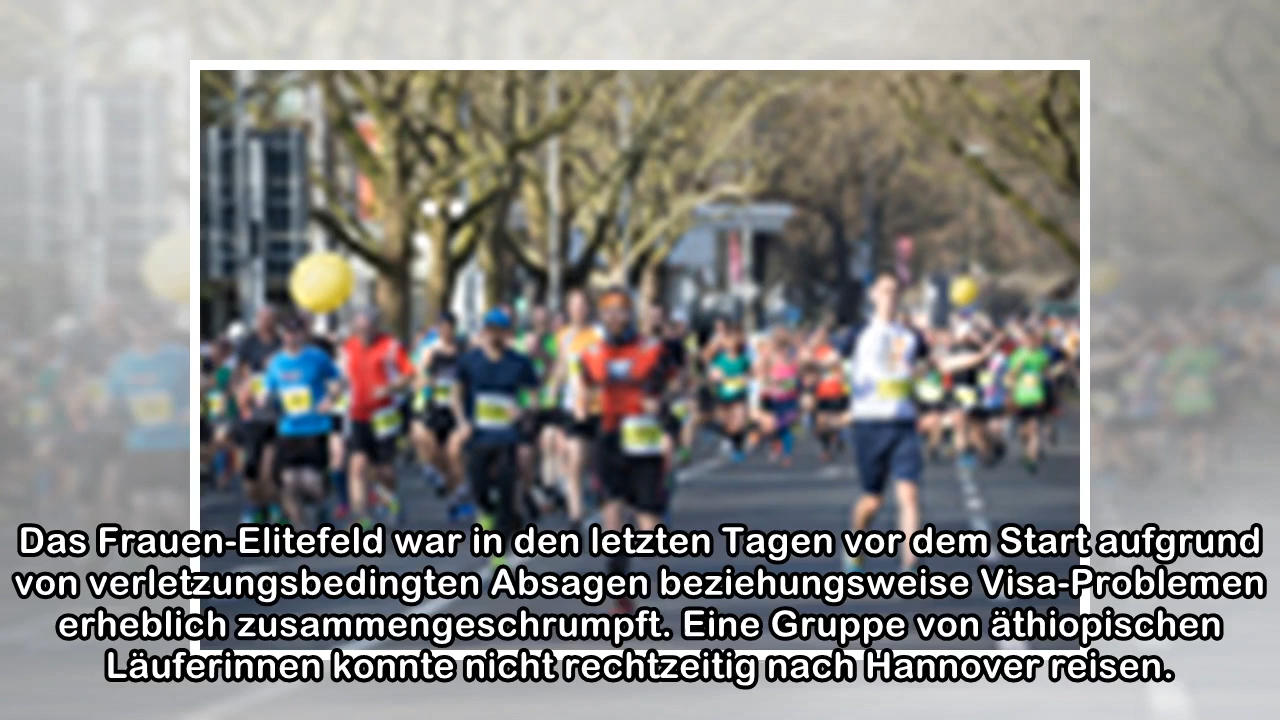 Das Frauen-Elitefeld war in den letzten Tagen vor dem Start aufgrund
von verletzungsbedingten Absagen beziehungsweise Visa-Problemen
erheblich zusammengeschrumpft. Eine Gruppe von äthiopischen
Läuferinnen konnte nicht rechtzeitig nach Hannover reisen.